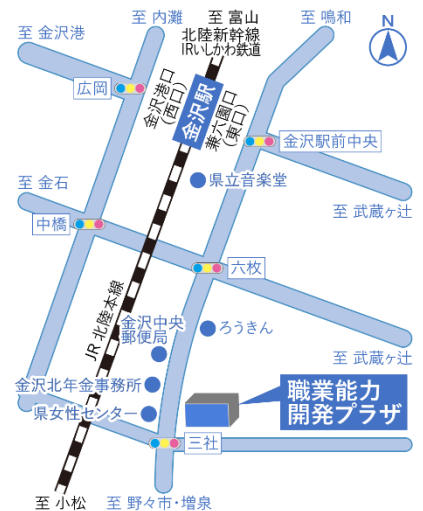 至 内灘
至 富山
至 鳴和
N
至 金沢港
北陸新幹線
IRいしかわ鉄道
広岡
金沢港口
(西口)
金沢駅
兼六園口
(東口)
金沢駅前中央
県立音楽堂
至 金石
至 武蔵ヶ辻
中橋
六枚
JR 北陸本線
金沢中央
郵便局
ろうきん
至 武蔵ヶ辻
金沢北年金事務所
職業能力
開発プラザ
県女性センター
三社
至 小松
至 野々市・増泉